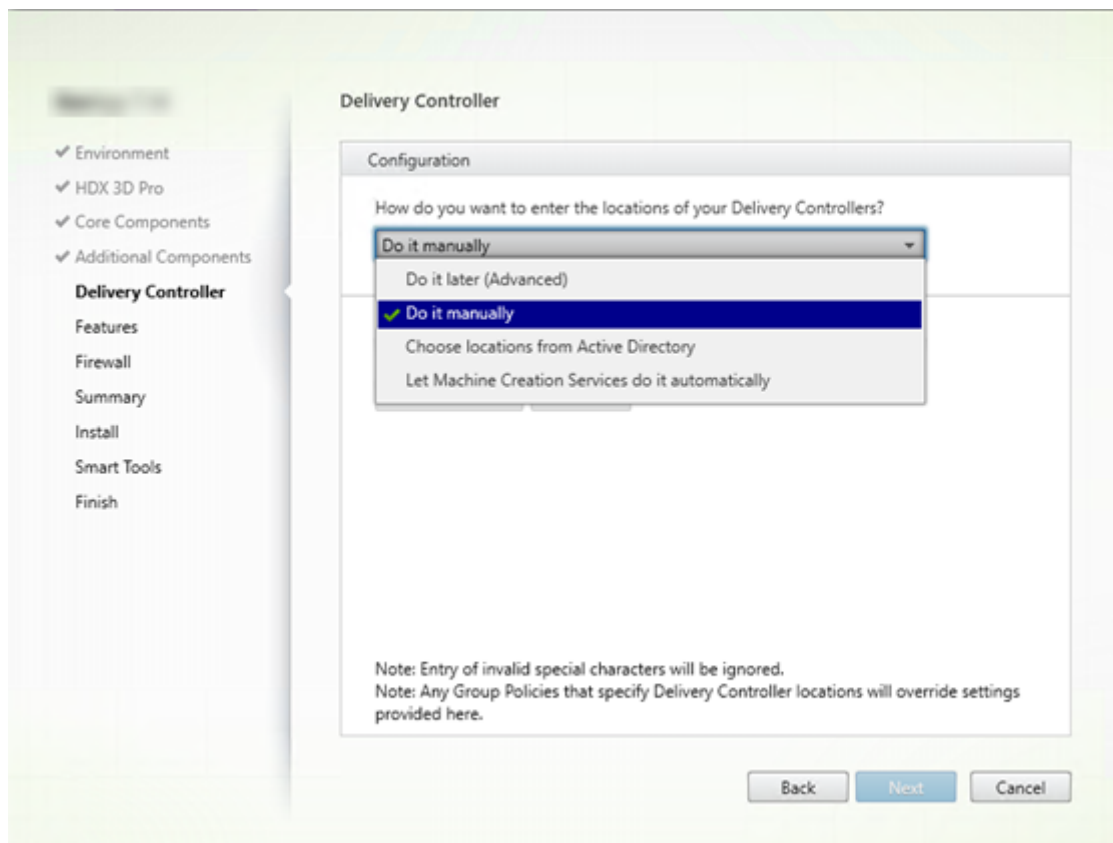 Delivery Controller
Environment
HDX 3D Pro
Core Components
Additional Components
Delivery Controller
Features
Firewall
Summary
Install
Smart Tools
Finish
Configuration
How do you want to enter the locations of your Delivery Controllers?
Do it manually
Do it later (Advanced)
Do it manually
Choose locations from Active Directory
Let Machine Creation Services do it automatically
Note: Entry of invalid special characters will be ignored.
Note: Any Group Policies that specify Delivery Controller locations will override settings
provided here.
Back
Next
Cancel